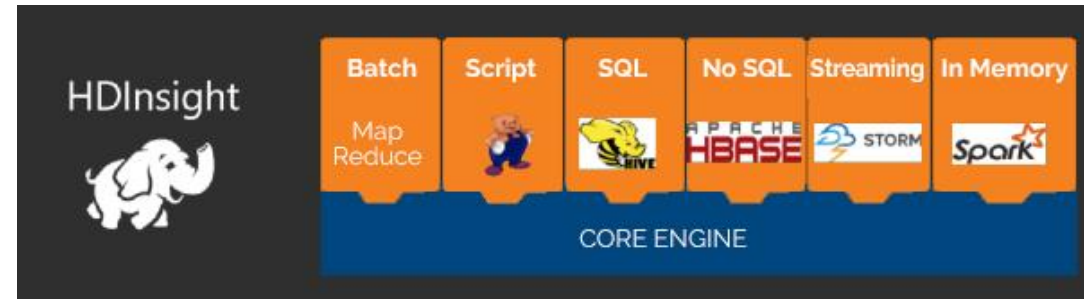 HDInsight
Batch
Map
Reduce
Script
SQL
HIVE
No SQL
APACHE
HBASE
Streaming
STORM
In Memory
Spark
CORE ENGINE